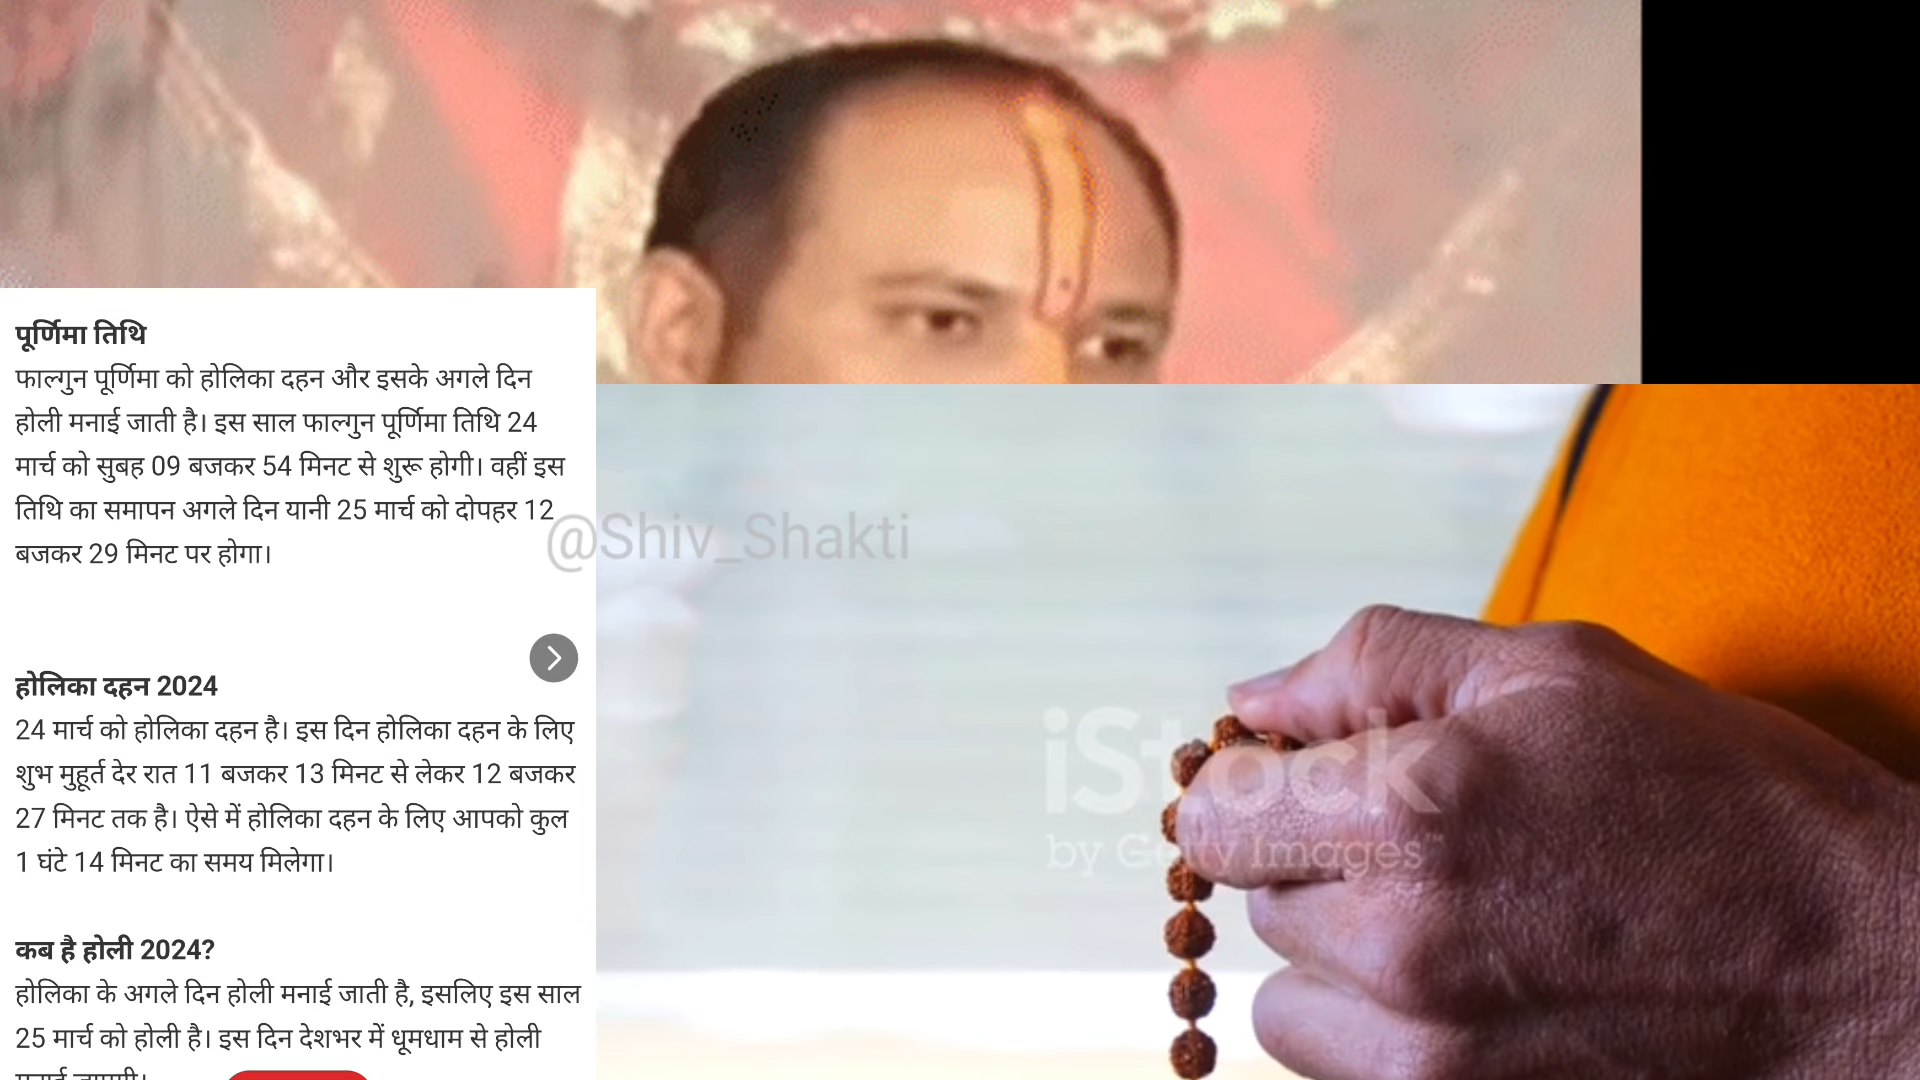 पूर्णिमा तिथि
फाल्गुन पूर्णिमा को होलिका दहन और इसके अगले दिन
होली मनाई जाती है। इस साल फाल्गुन पूर्णिमा तिथि 24
मार्च को सुबह 09 बजकर 54 मिनट से शुरू होगी। वहीं इस
तिथि का समापन अगले दिन यानी 25 मार्च को दोपहर 12
बजकर 29 मिनट पर होगा।
@Shiv_Shakti
होलिका दहन 2024
24 मार्च को होलिका दहन है। इस दिन होलिका दहन के लिए
शुभ मुहूर्त देर रात 11 बजकर 13 मिनट से लेकर 12 बजकर
27 मिनट तक है। ऐसे में होलिका दहन के लिए आपको कुल
1 घंटे 14 मिनट का समय मिलेगा।
iStock
by Getty Images™
कब है होली 2024?
होलिका के अगले दिन होली मनाई जाती है, इसलिए इस साल
25 मार्च को होली है। इस दिन देशभर में धूमधाम से होली